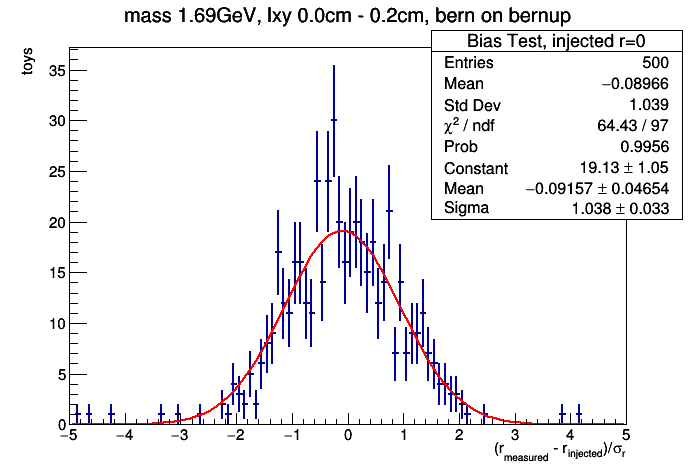 mass 1.69GeV, lxy 0.0cm - 0.2cm, bern on bernup
Bias Test, injected r=0
Entries 500
Mean −0.08966
Std Dev 1.039
χ² / ndf 64.43 / 97
Prob 0.9956
Constant 19.13 ± 1.05
Mean −0.09157 ± 0.04654
Sigma 1.038 ± 0.033
toys
35
30
25
20
15
10
5
0
−5 −4 −3 −2 −1 0 1 2 3 4 5
(r_measured - r_injected)/σ_r